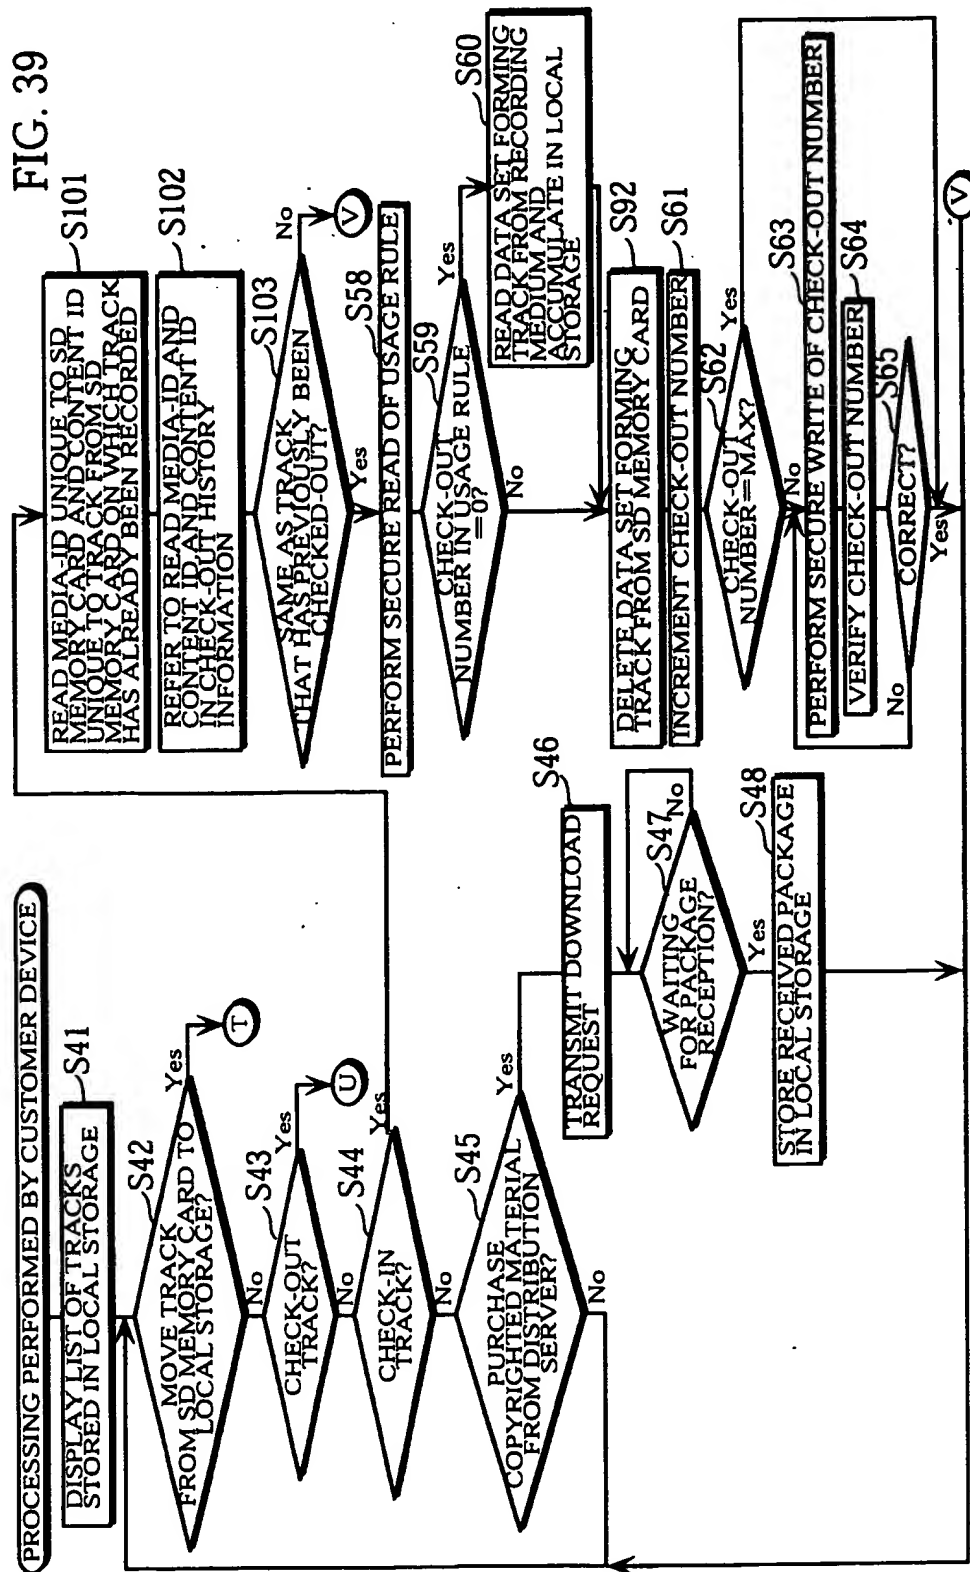 FIG. 39
PROCESSING PERFORMED BY CUSTOMER DEVICE
S41
DISPLAY LIST OF TRACKS
STORED IN LOCAL STORAGE
S42
MOVE TRACK
FROM SD MEMORY CARD TO
LOCAL STORAGE?
Yes
T
No
S43
CHECK-OUT
TRACK?
Yes
U
No
S44
CHECK-IN
TRACK?
Yes
No
S45
PURCHASE
COPYRIGHTED MATERIAL
FROM DISTRIBUTION
SERVER?
Yes
No
S46
TRANSMIT DOWNLOAD
REQUEST
S47
WAITING
FOR PACKAGE
RECEPTION?
No
Yes
S48
STORE RECEIVED PACKAGE
IN LOCAL STORAGE
S101
READ MEDIA-ID UNIQUE TO SD
MEMORY CARD AND CONTENT ID
UNIQUE TO TRACK FROM SD
MEMORY CARD ON WHICH TRACK
HAS ALREADY BEEN RECORDED
S102
REFER TO READ MEDIA-ID AND
CONTENT ID, AND CONTENT ID
IN CHECK-OUT HISTORY
INFORMATION
S103
SAME AS TRACK
THAT HAS PREVIOUSLY BEEN
CHECKED-OUT?
No
V
Yes
S58
PERFORM SECURE READ OF USAGE RULE
S59
CHECK-OUT
NUMBER IN USAGE RULE
=0?
Yes
No
S60
READ DATA SET FORMING
TRACK FROM RECORDING
MEDIUM AND
ACCUMULATE IN LOCAL
STORAGE
S92
DELETE DATA SET FORMING
TRACK FROM SD MEMORY CARD
S61
INCREMENT CHECK-OUT NUMBER
S62
CHECK-OUT
NUMBER=MAX?
Yes
No
S63
PERFORM SECURE WRITE OF CHECK-OUT NUMBER
S64
VERIFY CHECK-OUT NUMBER
S65
CORRECT?
No
Yes
V